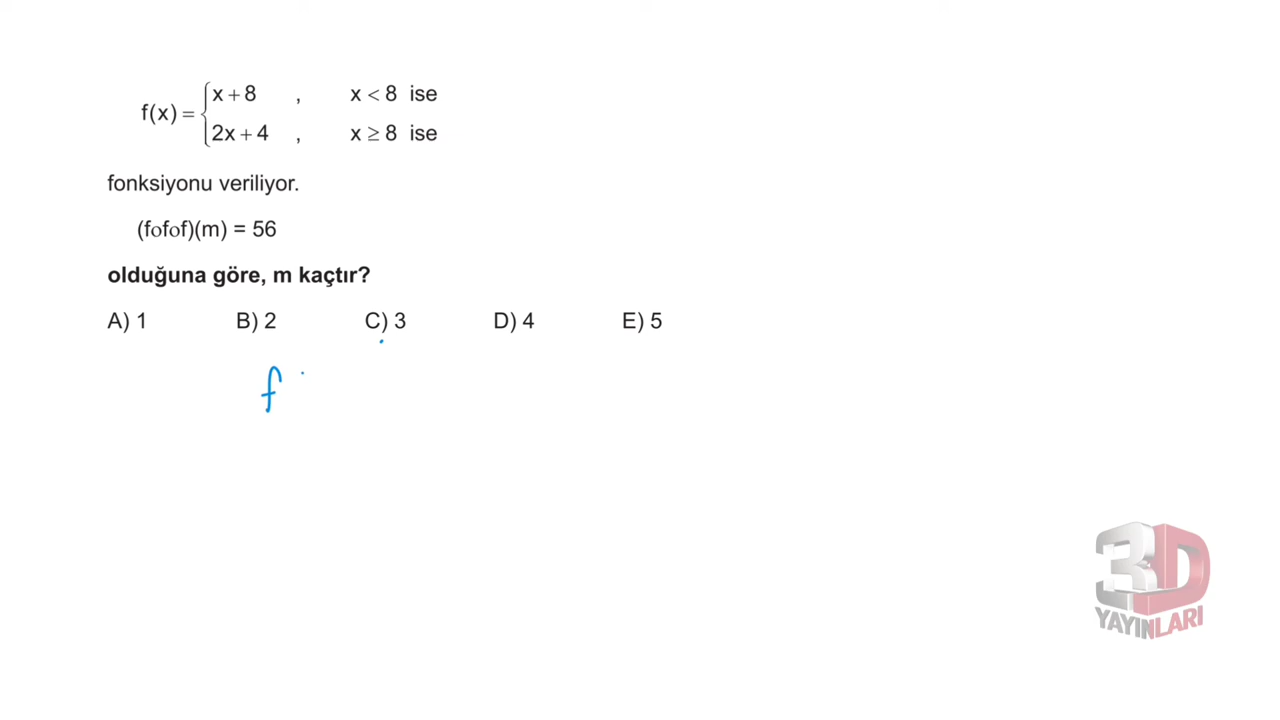 f(x) = { x + 8 , x < 8 ise
2x + 4 , x ≥ 8 ise
fonksiyonu veriliyor.
(fofof)(m) = 56
olduğuna göre, m kaçtır?
A) 1 B) 2 C) 3 D) 4 E) 5
f
3D
YAYINLARI